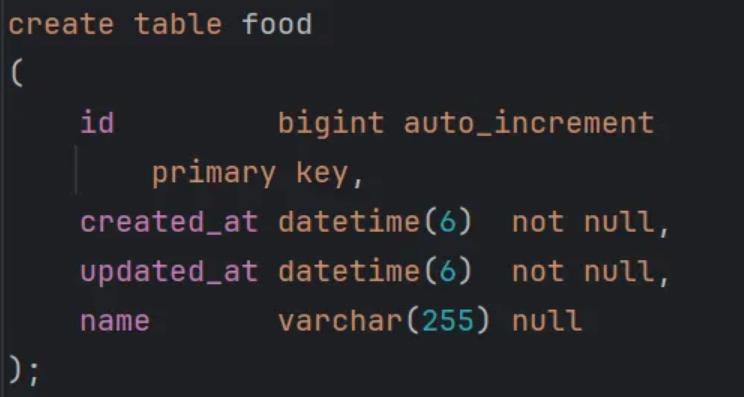 create table food
(
    id         bigint auto_increment
        primary key,
    created_at datetime(6)  not null,
    updated_at datetime(6)  not null,
    name       varchar(255) null
);